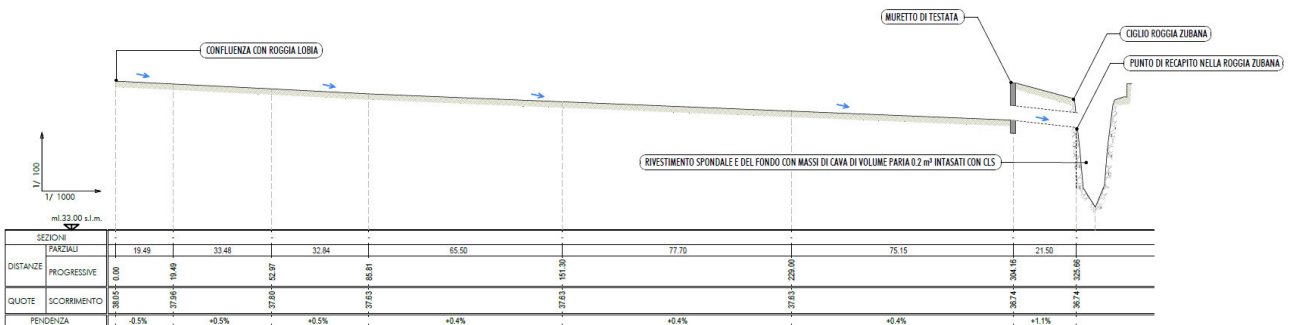 MURETTO DI TESTATA
CIGLIO ROGGIA ZUBANA
CONFLUENZA CON ROGGIA LOBIA
PUNTO DI RECAPITO NELLA ROGGIA ZUBANA
RIVESTIMENTO SPONDALE E DEL FONDO CON MASSI DI CAVA DI VOLUME PARIA 0.2 m³ INTASATI CON CLS
1/ 100
1/ 1000
ml.33.00 s.l.m.
SEZIONI - - - - - - - -
DISTANZE
PARZIALI 19.49 33.48 32.84 65.50 77.70 75.15 21.50
PROGRESSIVE 0.00 19.49 52.97 85.81 151.30 229.00 304.16 325.66
QUOTE SCORRIMENTO 38.05 37.96 37.80 37.63 37.63 37.63 36.74 36.74
PENDENZA -0.5% +0.5% +0.5% +0.4% +0.4% +0.4% +1.1%